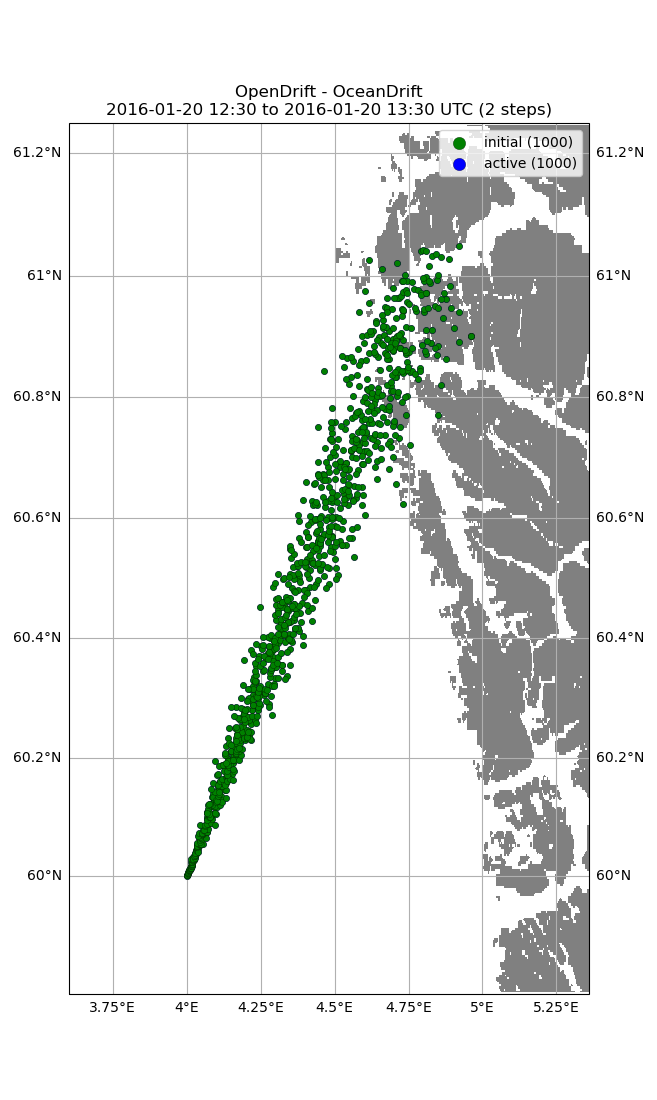 OpenDrift - OceanDrift
2016-01-20 12:30 to 2016-01-20 13:30 UTC (2 steps)
initial (1000)
active (1000)
61.2°N
61.2°N
61°N
61°N
60.8°N
60.8°N
60.6°N
60.6°N
60.4°N
60.4°N
60.2°N
60.2°N
60°N
60°N
3.75°E 4°E 4.25°E 4.5°E 4.75°E 5°E 5.25°E